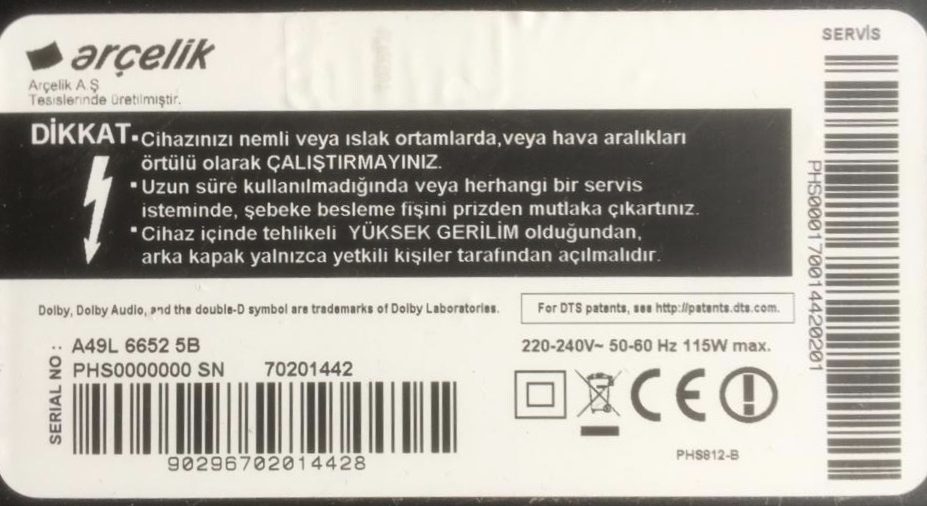 arçelik
Arçelik A.Ş
Tesislerinde üretilmiştir.
SERVİS
DİKKAT
▪Cihazınızı nemli veya ıslak ortamlarda,veya hava aralıkları
örtülü olarak ÇALIŞTIRMAYINIZ.
▪Uzun süre kullanılmadığında veya herhangi bir servis
isteminde, şebeke besleme fişini prizden mutlaka çıkartınız.
▪Cihaz içinde tehlikeli YÜKSEK GERİLİM olduğundan,
arka kapak yalnızca yetkili kişiler tarafından açılmalıdır.
PHS00017001442020​1
Dolby, Dolby Audio, and the double-D symbol are trademarks of Dolby Laboratories.
For DTS patents, see http://patents.dts.com.
SERIAL NO :
A49L 6652 5B
PHS0000000 SN 70201442
90296702014428
220-240V~ 50-60 Hz 115W max.
CE
PHS812-B